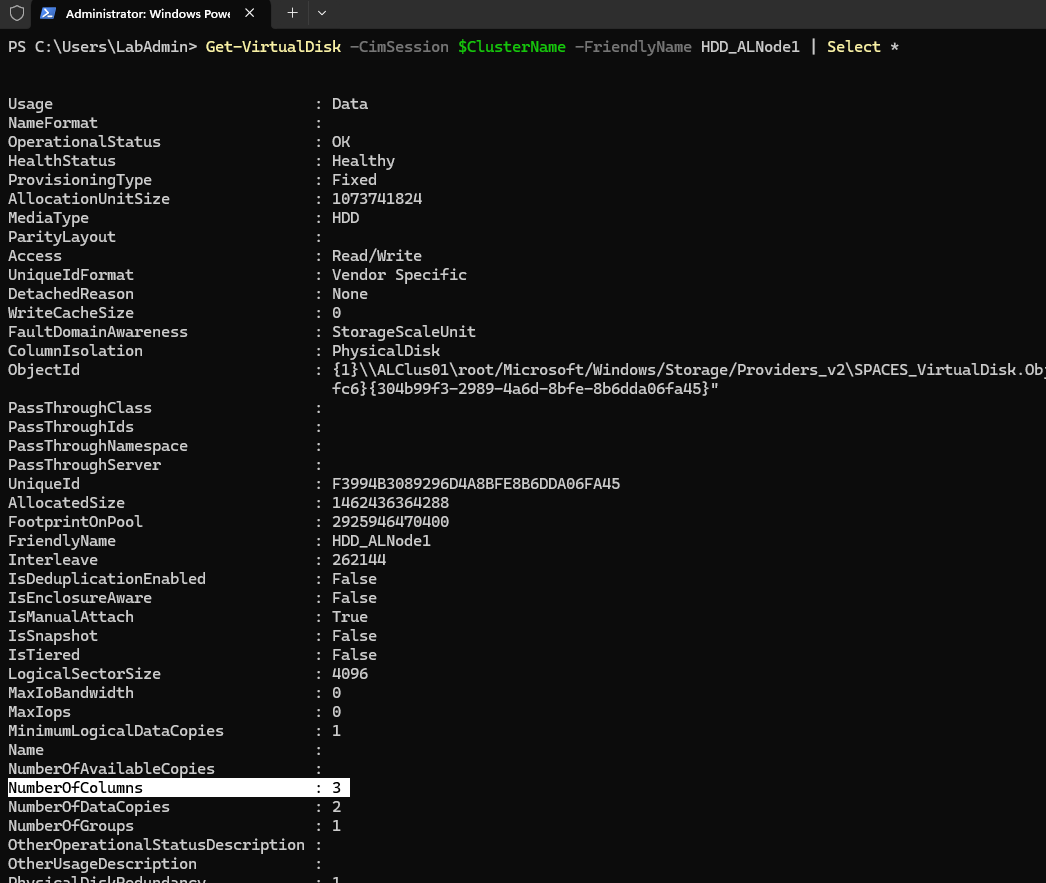 Administrator: Windows Powe
PS C:\Users\LabAdmin> Get-VirtualDisk -CimSession $ClusterName -FriendlyName HDD_ALNode1 | Select *
Usage : Data
NameFormat :
OperationalStatus : OK
HealthStatus : Healthy
ProvisioningType : Fixed
AllocationUnitSize : 1073741824
MediaType : HDD
ParityLayout :
Access : Read/Write
UniqueIdFormat : Vendor Specific
DetachedReason : None
WriteCacheSize : 0
FaultDomainAwareness : StorageScaleUnit
ColumnIsolation : PhysicalDisk
ObjectId : {1}\\ALClus01\root/Microsoft/Windows/Storage/Providers_v2\SPACES_VirtualDisk.Obj
fc6}{304b99f3-2989-4a6d-8bfe-8b6dda06fa45}"
PassThroughClass :
PassThroughIds :
PassThroughNamespace :
PassThroughServer :
UniqueId : F3994B3089296D4A8BFE8B6DDA06FA45
AllocatedSize : 1462436364288
FootprintOnPool : 2925946470400
FriendlyName : HDD_ALNode1
Interleave : 262144
IsDeduplicationEnabled : False
IsEnclosureAware : False
IsManualAttach : True
IsSnapshot : False
IsTiered : False
LogicalSectorSize : 4096
MaxIoBandwidth : 0
MaxIops : 0
MinimumLogicalDataCopies : 1
Name :
NumberOfAvailableCopies :
NumberOfColumns : 3
NumberOfDataCopies : 2
NumberOfGroups : 1
OtherOperationalStatusDescription :
OtherUsageDescription :
PhysicalDiskRedundancy : 1